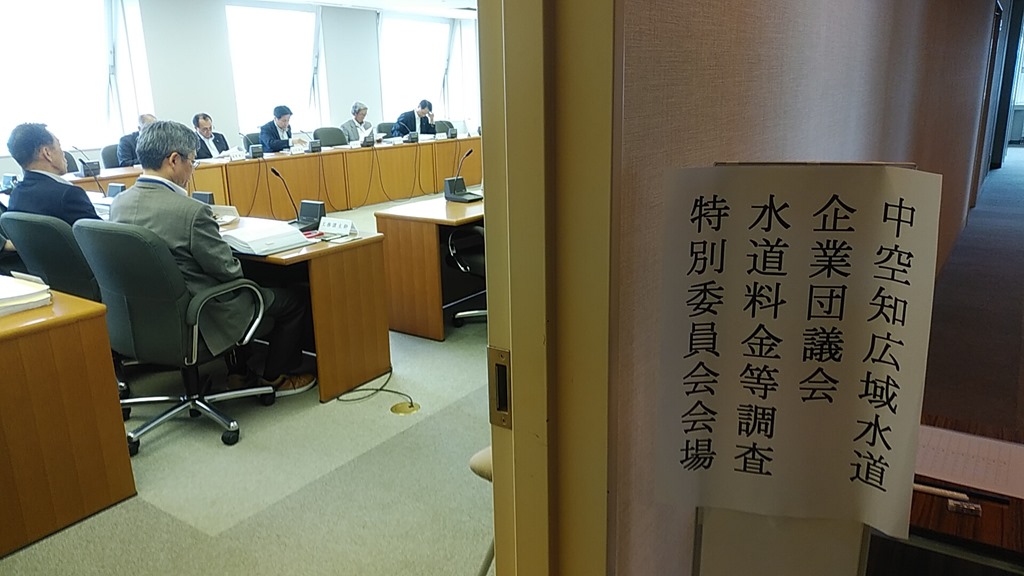 中空知広域水道
企業団議会
水道料金等調査
特別委員会会場